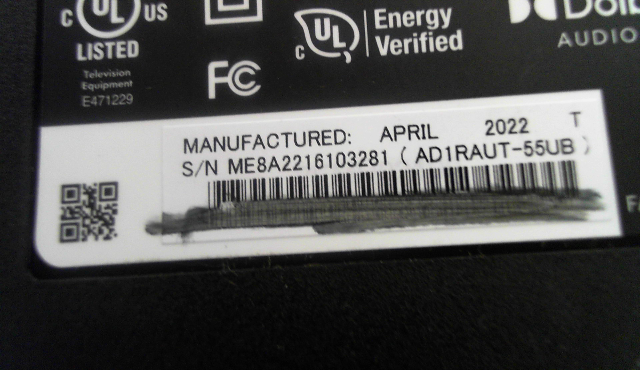 C UL US
LISTED
Television
Equipment
E471229
FC
C UL
Energy
Verified
AUDIO
MANUFACTURED: APRIL 2022 T
S/N ME8A2216103281 ( AD1RAUT-55UB )